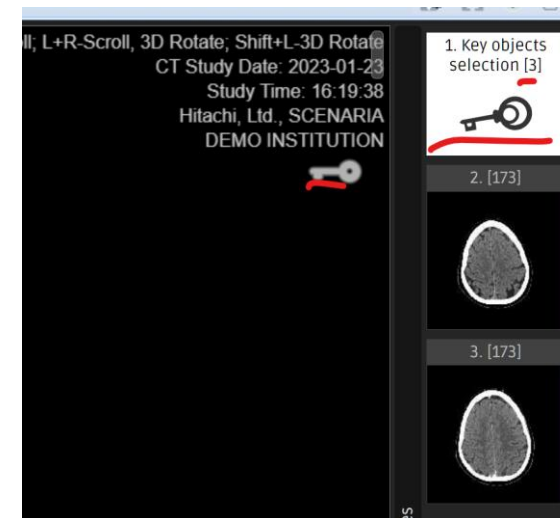 ll; L+R-Scroll, 3D Rotate; Shift+L-3D Rotate
CT Study Date: 2023-01-23
Study Time: 16:19:38
Hitachi, Ltd., SCENARIA
DEMO INSTITUTION
1. Key objects
selection [3]
2. [173]
3. [173]
es